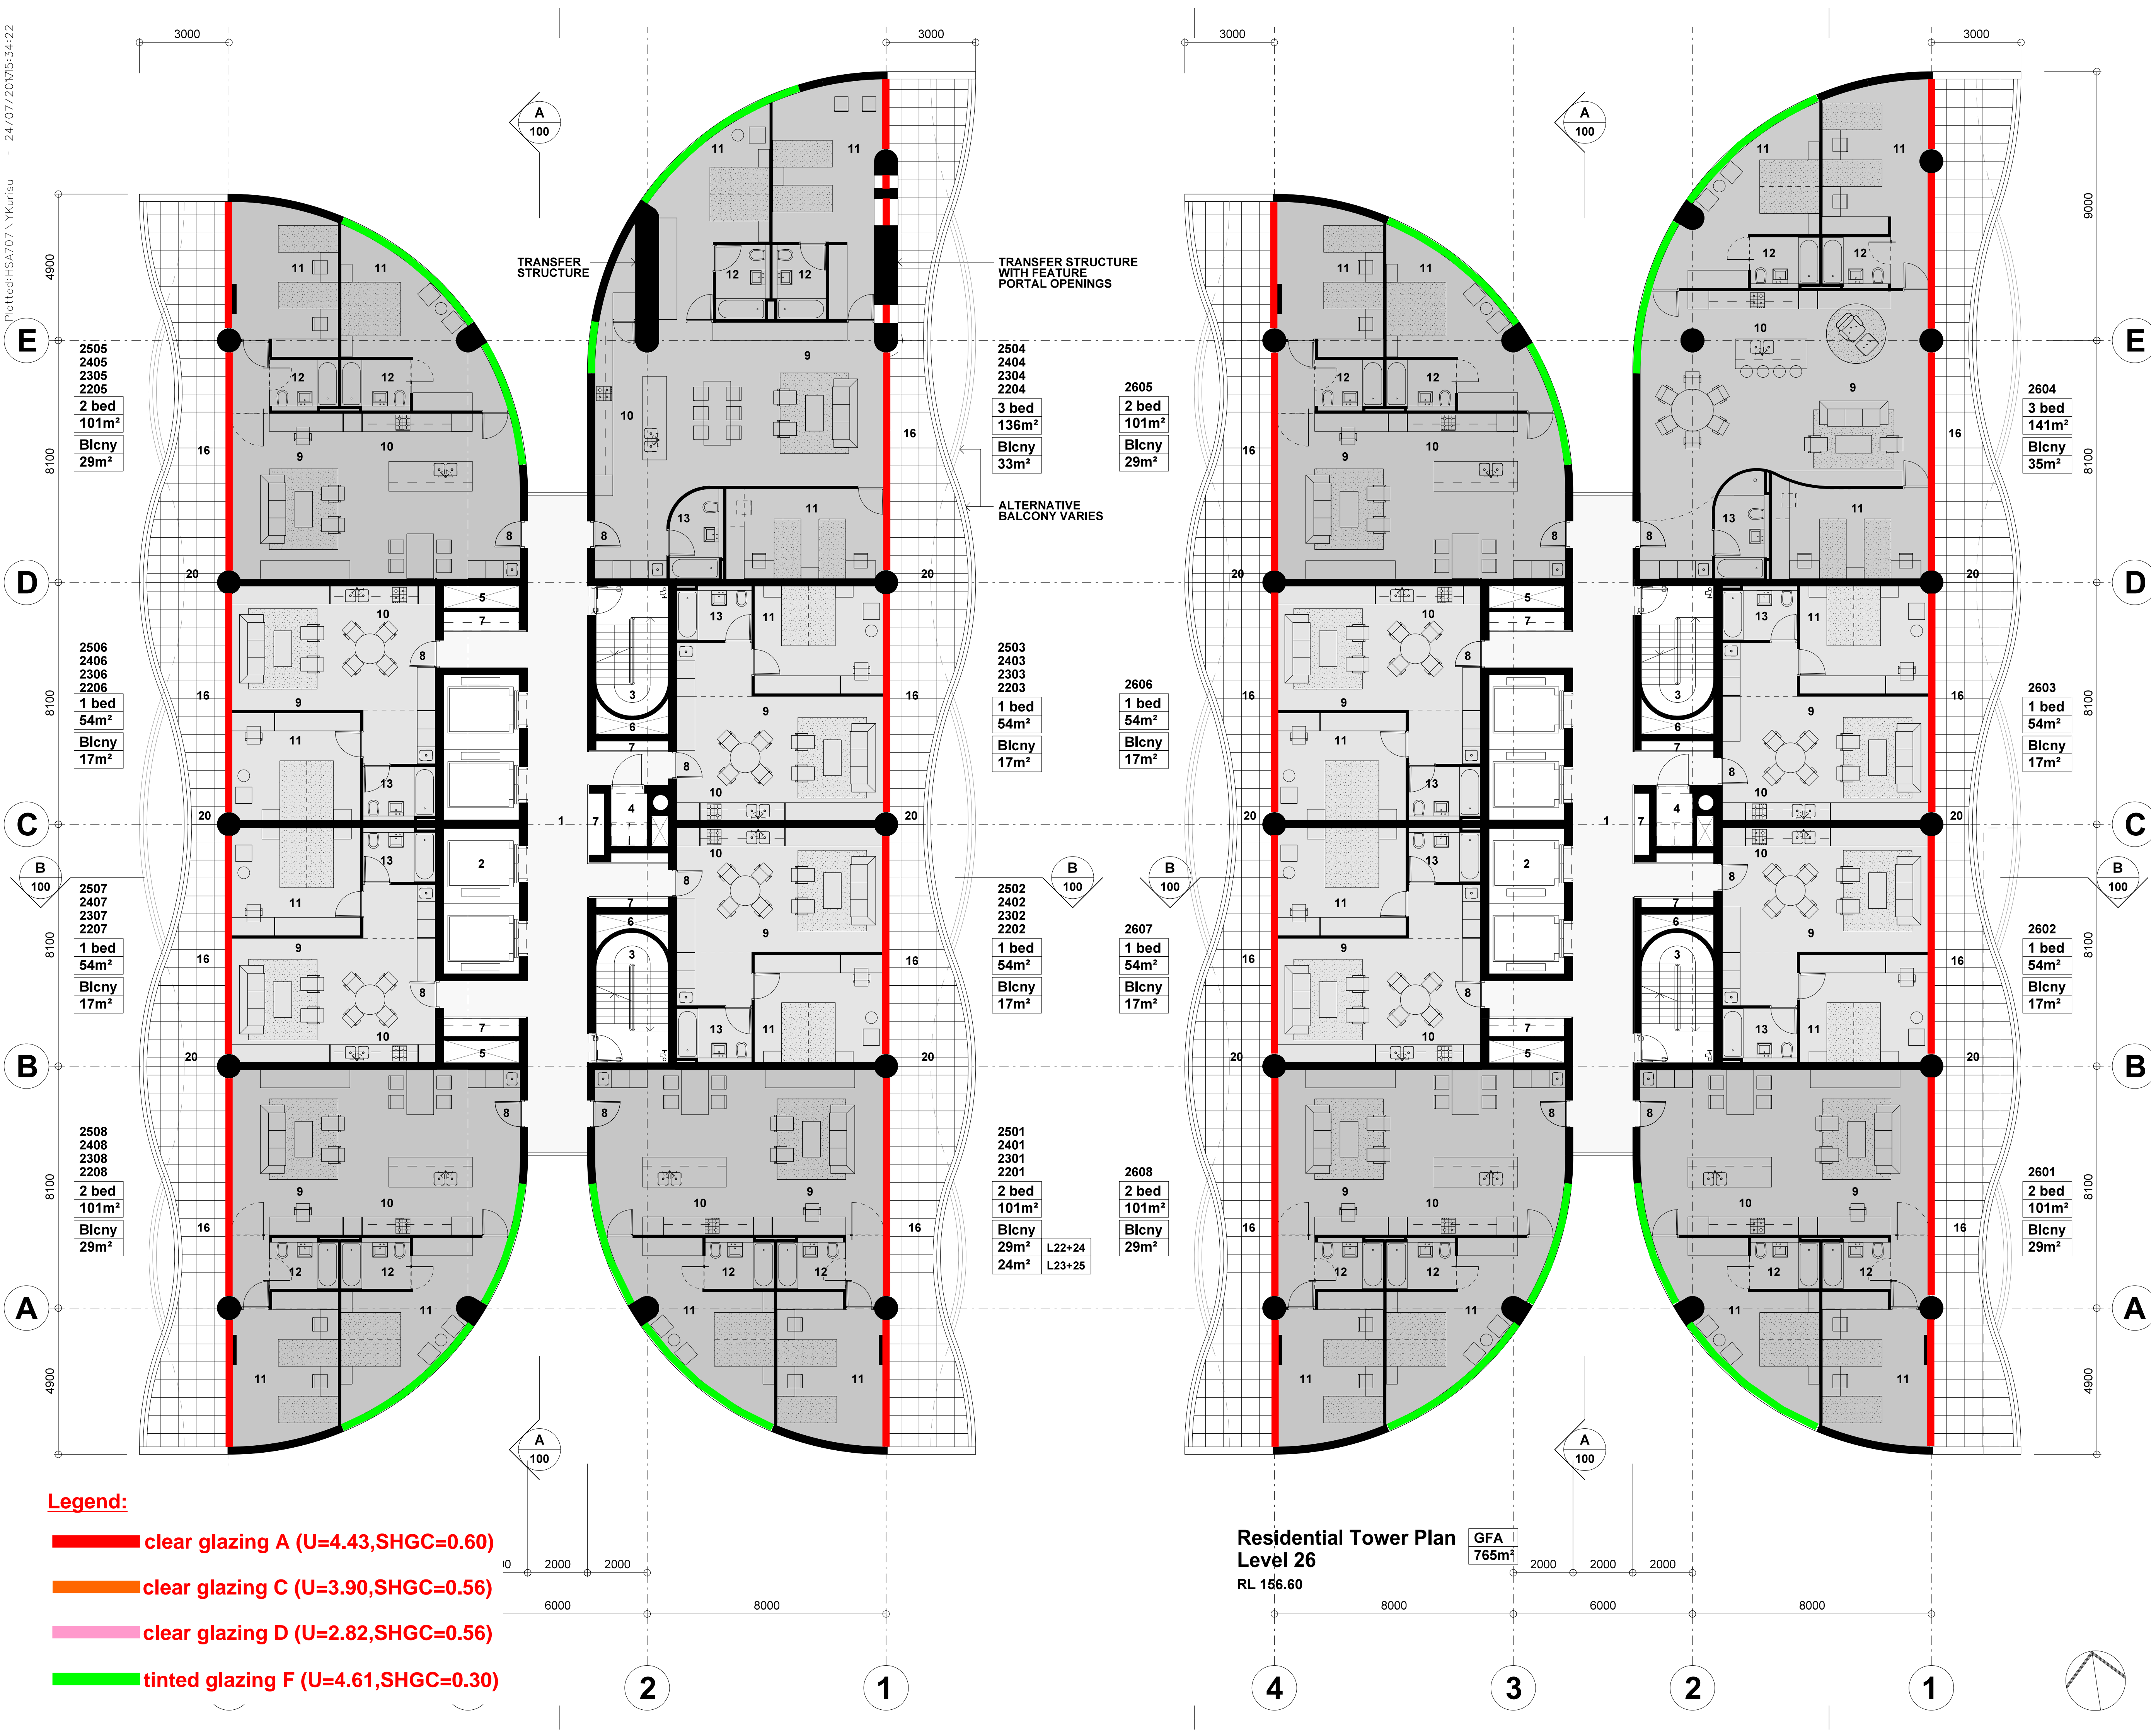 Plotted:HSA707\YKurisu - 24/07/2017
3000
3000
3000
3000
A
100
A
100
4900
9000
TRANSFER
STRUCTURE
TRANSFER STRUCTURE
WITH FEATURE
PORTAL OPENINGS
11
11
11
11
11
11
11
11
12
12
12
12
12
12
12
12
E
E
2505
2405
2305
2205
2 bed
101m²
Blcny
29m²
2504
2404
2304
2204
3 bed
136m²
Blcny
33m²
2605
2 bed
101m²
Blcny
29m²
2604
3 bed
141m²
Blcny
35m²
8100
8100
16
9
10
10
9
16
16
9
10
10
9
16
ALTERNATIVE
BALCONY VARIES
8
8
13
11
8
8
13
11
20
20
20
20
D
D
2506
2406
2306
2206
1 bed
54m²
Blcny
17m²
2503
2403
2303
2203
1 bed
54m²
Blcny
17m²
2606
1 bed
54m²
Blcny
17m²
2603
1 bed
54m²
Blcny
17m²
8100
8100
10
5
7
8
13
11
10
5
7
8
13
11
16
9
3
6
7
9
16
16
9
3
6
7
9
16
11
13
8
10
11
13
8
10
20
20
20
20
C
C
1
7
4
1
7
4
B
100
B
100
B
100
B
100
2507
2407
2307
2207
1 bed
54m²
Blcny
17m²
2502
2402
2302
2202
1 bed
54m²
Blcny
17m²
2607
1 bed
54m²
Blcny
17m²
2602
1 bed
54m²
Blcny
17m²
8100
8100
13
2
10
8
13
2
10
8
11
7
6
9
11
7
6
9
16
9
3
16
16
9
3
16
8
10
7
5
13
11
8
10
7
5
13
11
20
20
20
20
B
B
2508
2408
2308
2208
2 bed
101m²
Blcny
29m²
2501
2401
2301
2201
2 bed
101m²
Blcny
29m² L22+24
24m² L23+25
2608
2 bed
101m²
Blcny
29m²
2601
2 bed
101m²
Blcny
29m²
8100
8100
8
8
8
8
16
9
10
10
9
16
16
9
10
10
9
16
12
12
12
12
12
12
12
12
A
A
11
11
11
11
11
11
11
11
4900
4900
A
100
A
100
Legend:
clear glazing A (U=4.43,SHGC=0.60)
clear glazing C (U=3.90,SHGC=0.56)
clear glazing D (U=2.82,SHGC=0.56)
tinted glazing F (U=4.61,SHGC=0.30)
2000
2000
6000
8000
2
1
Residential Tower Plan
Level 26
RL 156.60
GFA
765m²
2000
2000
2000
8000
6000
8000
4
3
2
1